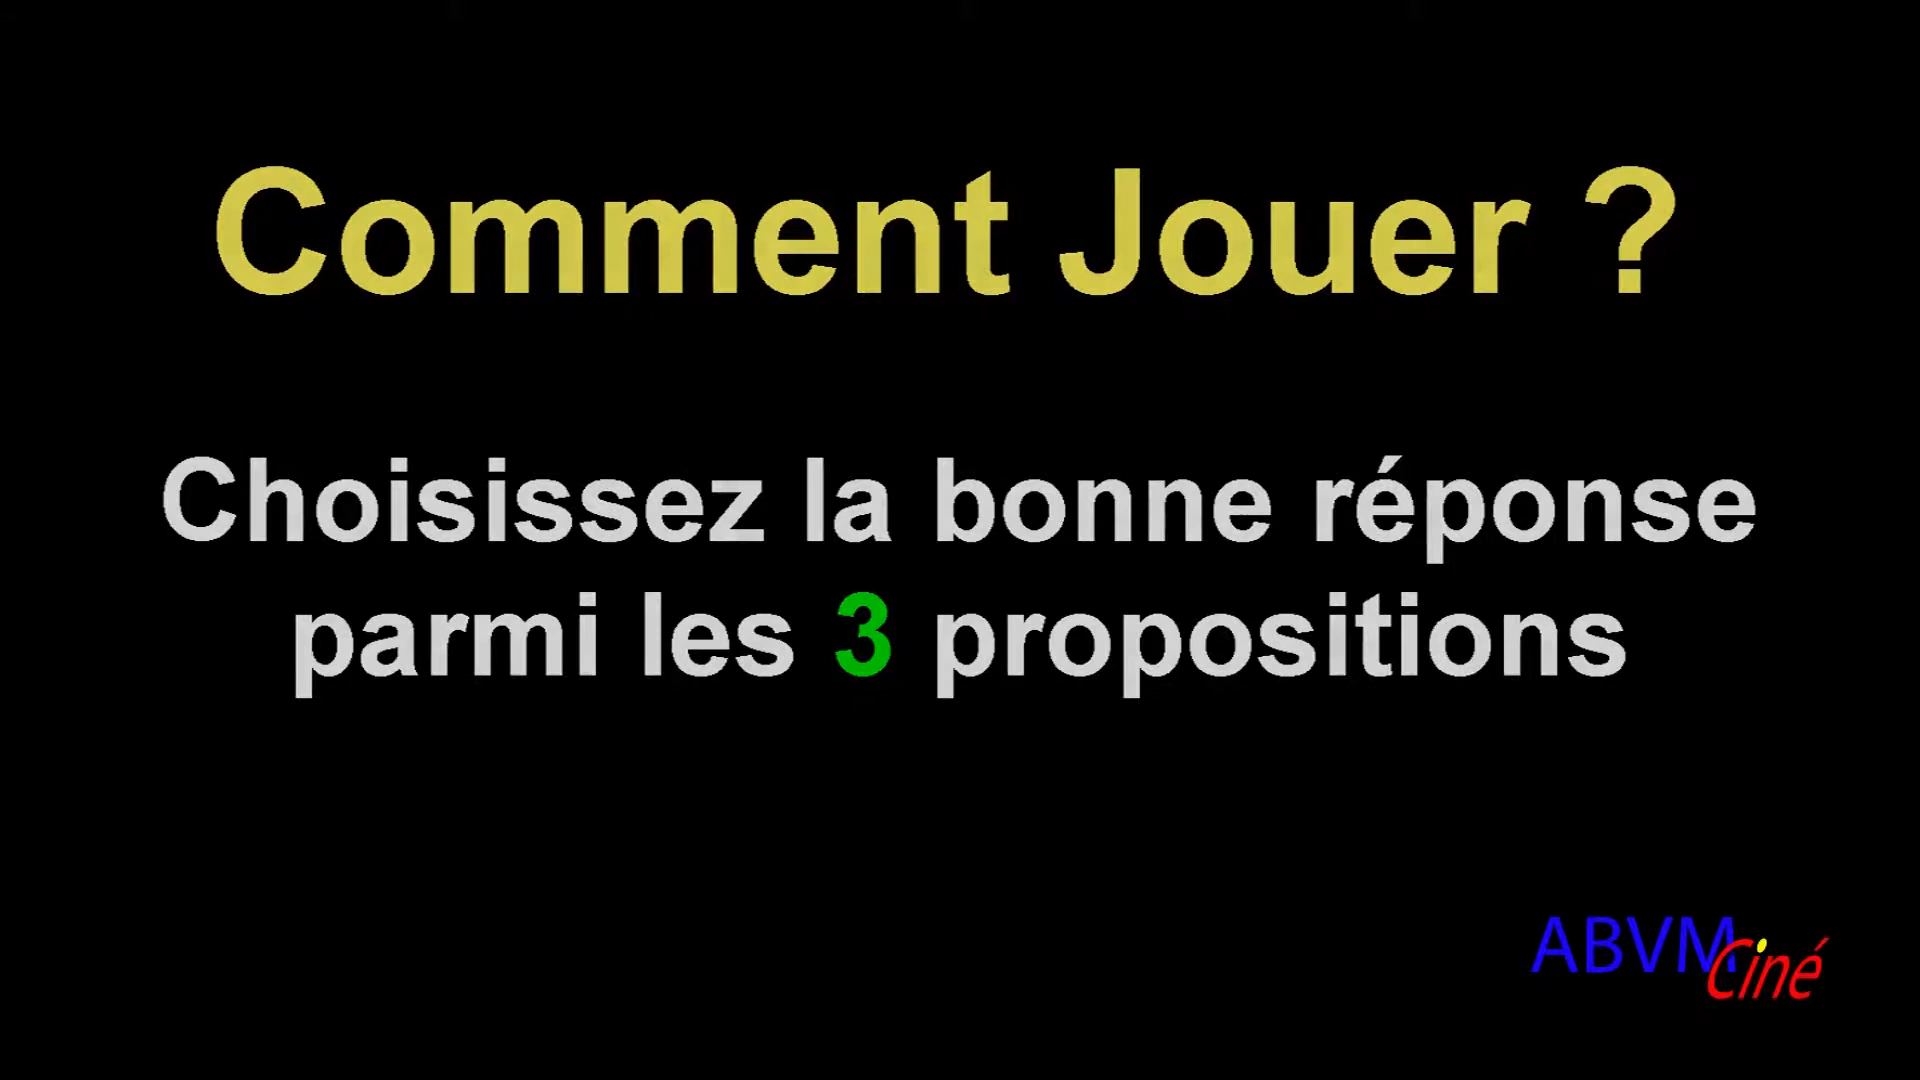 Comment Jouer ?
Choisissez la bonne réponse
parmi les 3 propositions
ABVM
Ciné